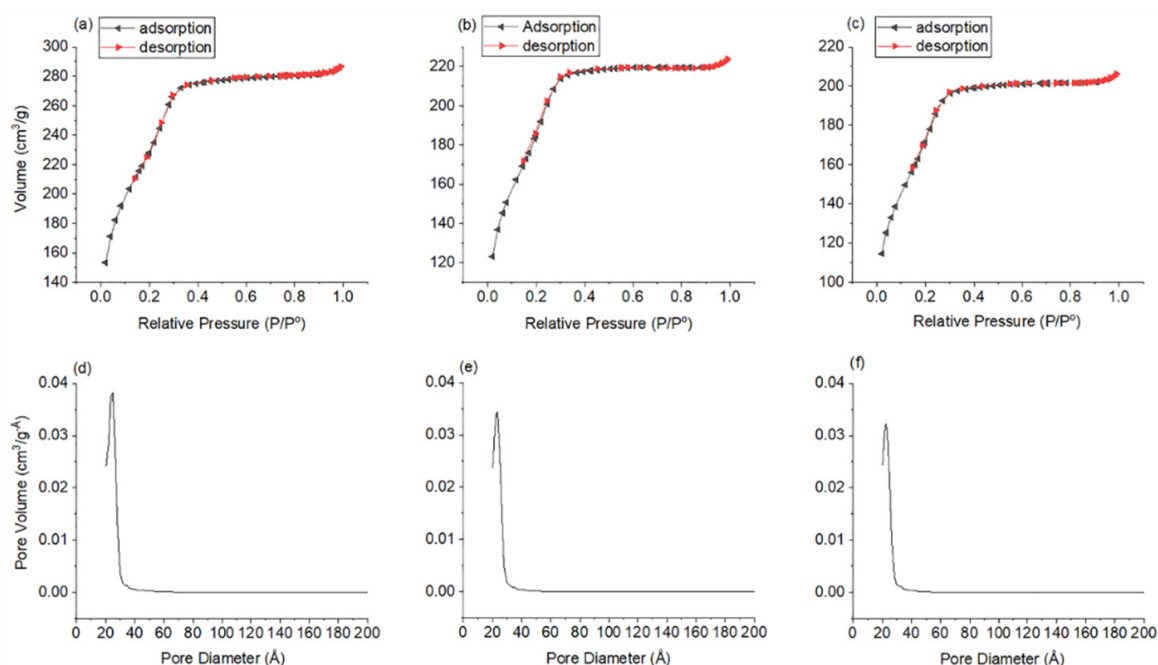 (a)
adsorption
desorption
300
280
260
240
220
200
180
160
140
0.0 0.2 0.4 0.6 0.8 1.0
Volume (cm³/g)
Relative Pressure (P/Pº)
(b)
Adsorption
desorption
220
200
180
160
140
120
0.0 0.2 0.4 0.6 0.8 1.0
Relative Pressure (P/Pº)
(c)
adsorption
desorption
220
200
180
160
140
120
100
0.0 0.2 0.4 0.6 0.8 1.0
Relative Pressure (P/Pº)
(d)
0.04
0.03
0.02
0.01
0.00
0 20 40 60 80 100 120 140 160 180 200
Pore Volume (cm³/g-Å)
Pore Diameter (Å)
(e)
0.04
0.03
0.02
0.01
0.00
0 20 40 60 80 100 120 140 160 180 200
Pore Diameter (Å)
(f)
0.04
0.03
0.02
0.01
0.00
0 20 40 60 80 100 120 140 160 180 200
Pore Diameter (Å)